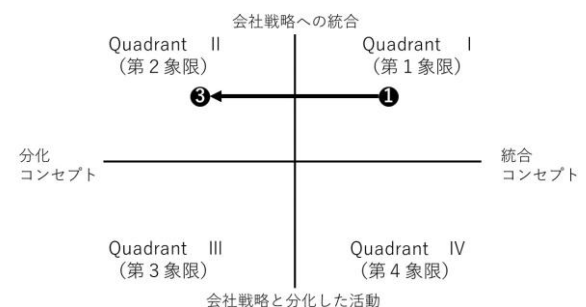 会社戦略への統合
Quadrant II
（第２象限）
Quadrant I
（第１象限）
❸
❶
分化
コンセプト
統合
コンセプト
Quadrant III
（第３象限）
Quadrant IV
（第４象限）
会社戦略と分化した活動